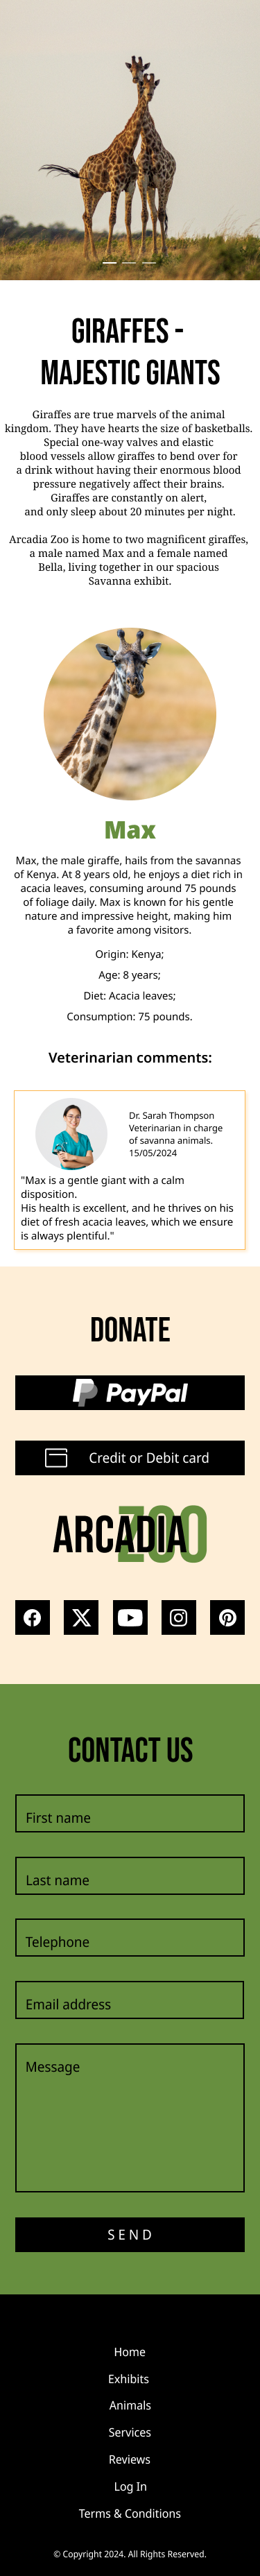 GIRAFFES -
MAJESTIC GIANTS
Giraffes are true marvels of the animal
kingdom. They have hearts the size of basketballs.
Special one-way valves and elastic
blood vessels allow giraffes to bend over for
a drink without having their enormous blood
pressure negatively affect their brains.
Giraffes are constantly on alert,
and only sleep about 20 minutes per night.
Arcadia Zoo is home to two magnificent giraffes,
a male named Max and a female named
Bella, living together in our spacious
Savanna exhibit.
Max
Max, the male giraffe, hails from the savannas
of Kenya. At 8 years old, he enjoys a diet rich in
acacia leaves, consuming around 75 pounds
of foliage daily. Max is known for his gentle
nature and impressive height, making him
a favorite among visitors.
Origin: Kenya;
Age: 8 years;
Diet: Acacia leaves;
Consumption: 75 pounds.
Veterinarian comments:
Dr. Sarah Thompson
Veterinarian in charge
of savanna animals.
15/05/2024
"Max is a gentle giant with a calm
disposition.
His health is excellent, and he thrives on his
diet of fresh acacia leaves, which we ensure
is always plentiful."
DONATE
PayPal
Credit or Debit card
ARCADIA ZOO
CONTACT US
First name
Last name
Telephone
Email address
Message
SEND
Home
Exhibits
Animals
Services
Reviews
Log In
Terms & Conditions
© Copyright 2024. All Rights Reserved.